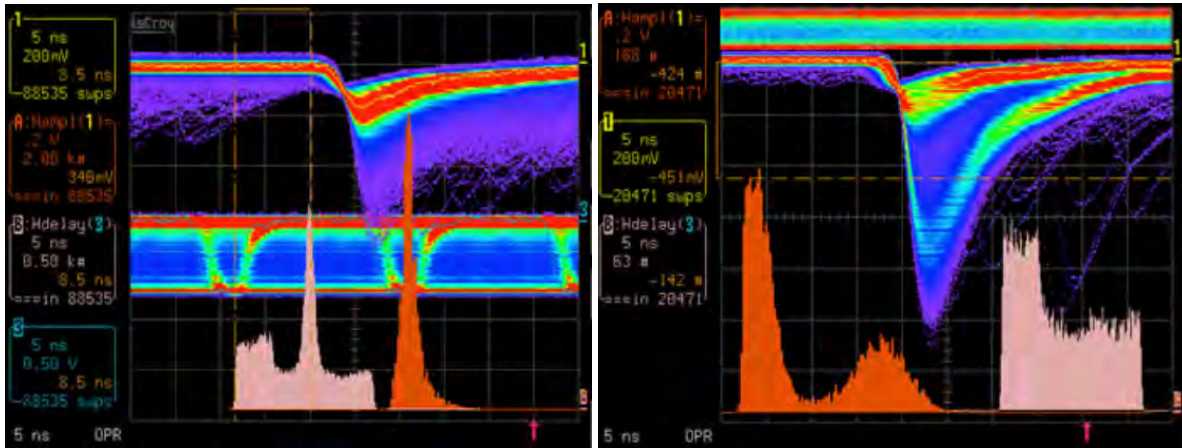 1
5 ns
200mV
8.5 ns
88535 swps
A:Hampl(1)=
.2 V
2.00 k#
348mV
===in 88535
B:Hdelay(3)
5 ns
0.50 k#
8.5 ns
===in 88535
3
5 ns
0.50 V
8.5 ns
88535 swps
5 ns OPR
1
3
B
A:Hampl(1)=
.2 V
188 #
-424 m
===in 20471
1
5 ns
200mV
-451mV
20471 swps
B:Hdelay(3)
5 ns
63 #
-142 m
===in 20471
5 ns OPR
1
B